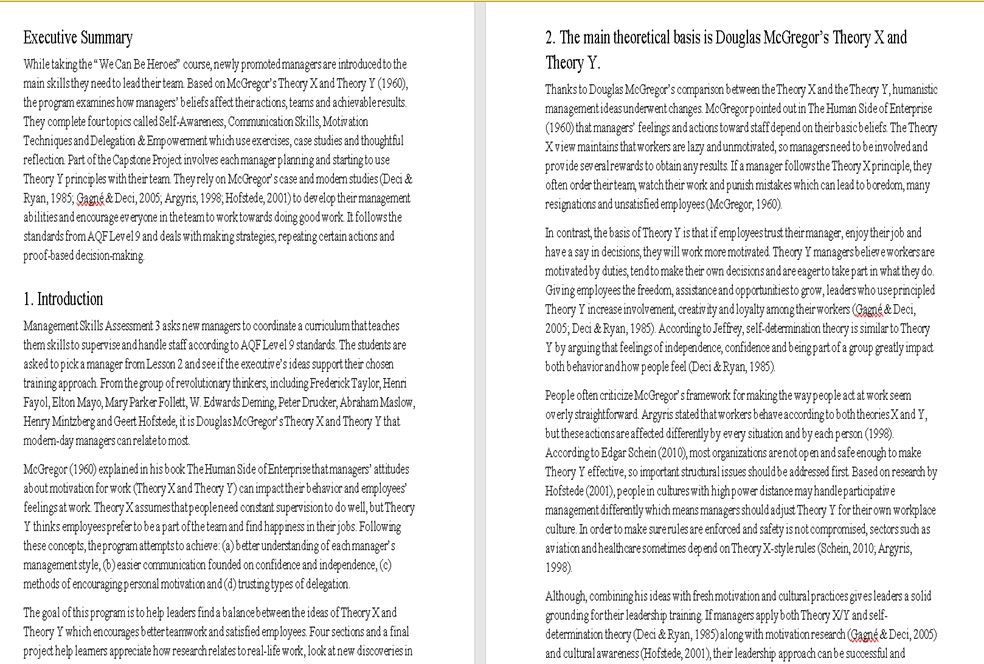 Executive Summary
While taking the "We Can Be Heroes" course, newly promoted managers are introduced to the
main skills they need to lead their team. Based on McGregor's Theory X and Theory Y (1960),
the program examines how managers' beliefs affect their actions, teams and achievable results.
They complete four topics called Self-Awareness, Communication Skills, Motivation
Techniques and Delegation & Empowerment which use exercises, case studies and thoughtful
reflection. Part of the Capstone Project involves each manager planning and starting to use
Theory Y principles with their team. They rely on McGregor's case and modern studies (Deci &
Ryan, 1985; Gagné & Deci, 2005; Argyris, 1998; Hofstede, 2001) to develop their management
abilities and encourage everyone in the team to work towards doing good work. It follows the
standards from AQF Level 9 and deals with making strategies, repeating certain actions and
proof-based decision-making.
1. Introduction
Management Skills Assessment 3 asks new managers to coordinate a curriculum that teaches
them skills to supervise and handle staff according to AQF Level 9 standards. The students are
asked to pick a manager from Lesson 2 and see if the executive's ideas support their chosen
training approach. From the group of revolutionary thinkers, including Frederick Taylor, Henri
Fayol, Elton Mayo, Mary Parker Follett, W. Edwards Deming, Peter Drucker, Abraham Maslow,
Henry Mintzberg and Geert Hofstede, it is Douglas McGregor's Theory X and Theory Y that
modern-day managers can relate to most.
McGregor (1960) explained in his book The Human Side of Enterprise that managers' attitudes
about motivation for work (Theory X and Theory Y) can impact their behavior and employees'
feelings at work. Theory X assumes that people need constant supervision to do well, but Theory
Y thinks employees prefer to be a part of the team and find happiness in their jobs. Following
these concepts, the program attempts to achieve: (a) better understanding of each manager's
management style, (b) easier communication founded on confidence and independence, (c)
methods of encouraging personal motivation and (d) trusting types of delegation.
The goal of this program is to help leaders find a balance between the ideas of Theory X and
Theory Y which encourages better teamwork and satisfied employees. Four sections and a final
project help learners appreciate how research relates to real-life work, look at new discoveries in
2. The main theoretical basis is Douglas McGregor's Theory X and
Theory Y.
Thanks to Douglas McGregor's comparison between the Theory X and the Theory Y, humanistic
management ideas underwent changes. McGregor pointed out in The Human Side of Enterprise
(1960) that managers' feelings and actions toward staff depend on their basic beliefs. The Theory
X view maintains that workers are lazy and unmotivated, so managers need to be involved and
provide several rewards to obtain any results. If a manager follows the Theory X principle, they
often order their team, watch their work and punish mistakes which can lead to boredom, many
resignations and unsatisfied employees (McGregor, 1960).
In contrast, the basis of Theory Y is that if employees trust their manager, enjoy their job and
have a say in decisions, they will work more motivated. Theory Y managers believe workers are
motivated by duties, tend to make their own decisions and are eager to take part in what they do.
Giving employees the freedom, assistance and opportunities to grow, leaders who use principled
Theory Y increase involvement, creativity and loyalty among their workers (Gagné & Deci,
2005; Deci & Ryan, 1985). According to Jeffrey, self-determination theory is similar to Theory
Y by arguing that feelings of independence, confidence and being part of a group greatly impact
both behavior and how people feel (Deci & Ryan, 1985).
People often criticize McGregor's framework for making the way people act at work seem
overly straightforward. Argyris stated that workers behave according to both theories X and Y,
but these actions are affected differently by every situation and by each person (1998).
According to Edgar Schein (2010), most organizations are not open and safe enough to make
Theory Y effective, so important structural issues should be addressed first. Based on research by
Hofstede (2001), people in cultures with high power distance may handle participative
management differently which means managers should adjust Theory Y for their own workplace
culture. In order to make sure rules are enforced and safety is not compromised, sectors such as
aviation and healthcare sometimes depend on Theory X-style rules (Schein, 2010; Argyris,
1998).
Although, combining his ideas with fresh motivation and cultural practices gives leaders a solid
grounding for their leadership training. If managers apply both Theory X/Y and self-
determination theory (Deci & Ryan, 1985) along with motivation research (Gagné & Deci, 2005)
and cultural awareness (Hofstede, 2001), their leadership approach can be successful and